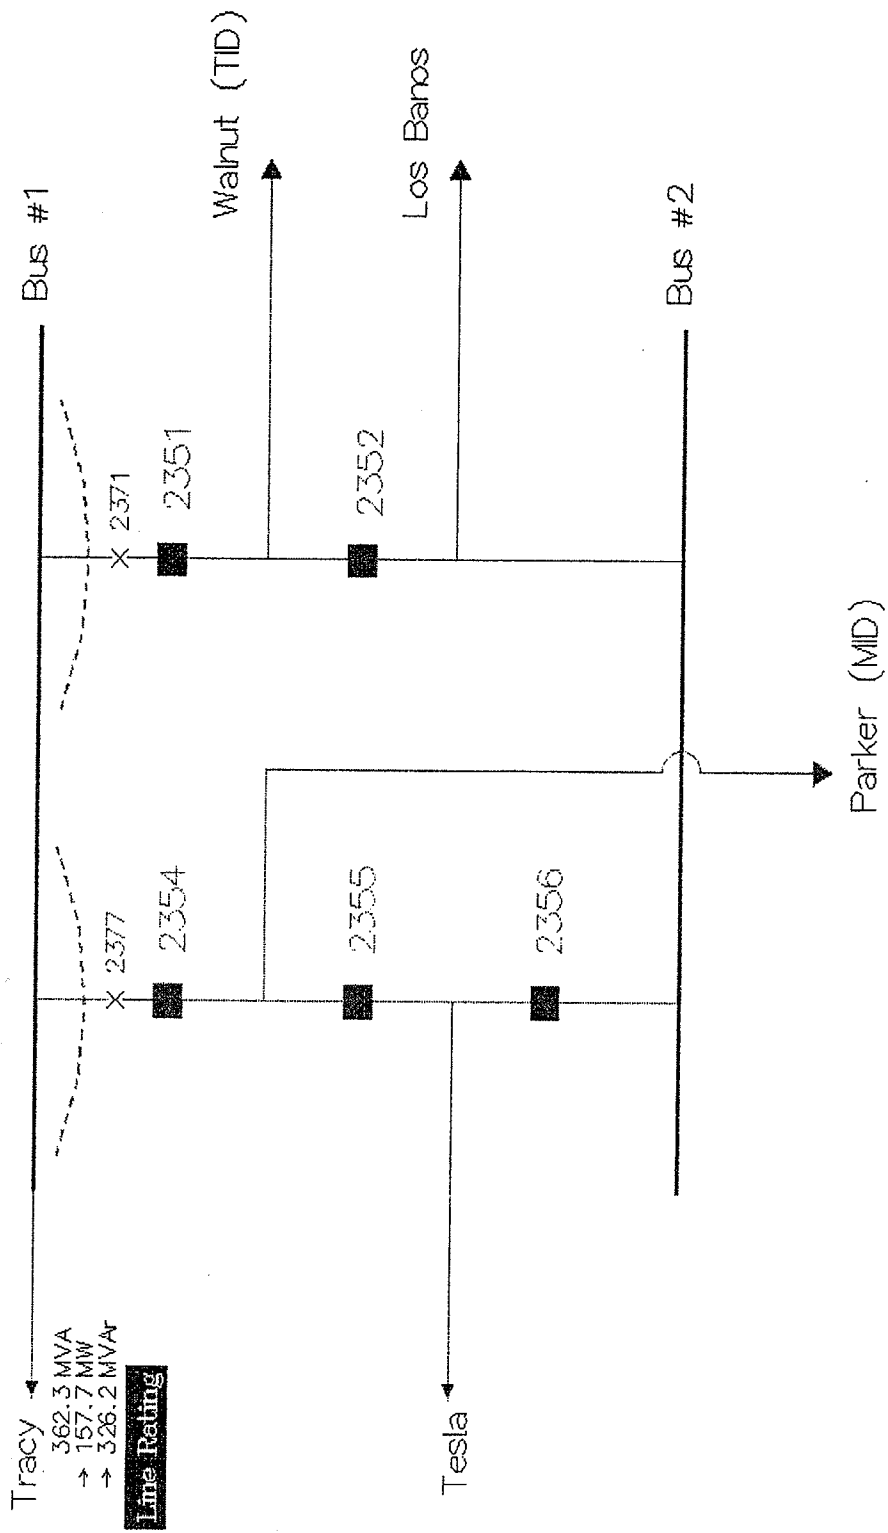 Tracy
362.3 MVA
→ 157.7 MW
→ 326.2 MVAr
Line Rating
Bus #1
2377
2371
2354
2351
Walnut (TID)
2355
2352
Los Banos
Tesla
2356
Bus #2
Parker (MID)